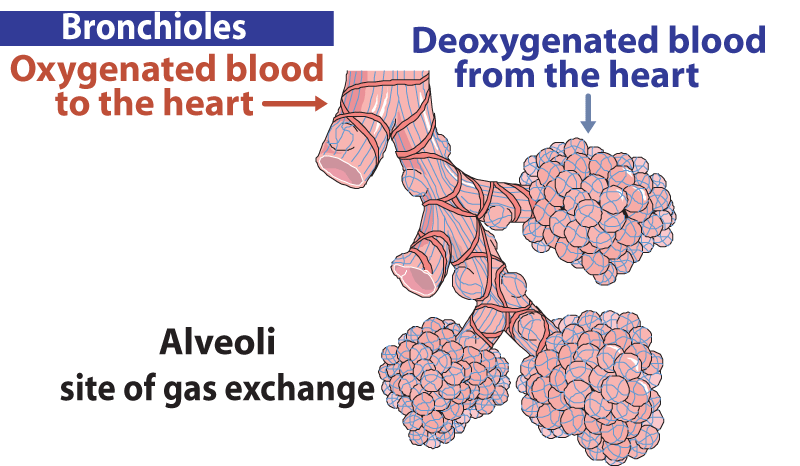 Bronchioles
Oxygenated blood
to the heart
Deoxygenated blood
from the heart
Alveoli
site of gas exchange